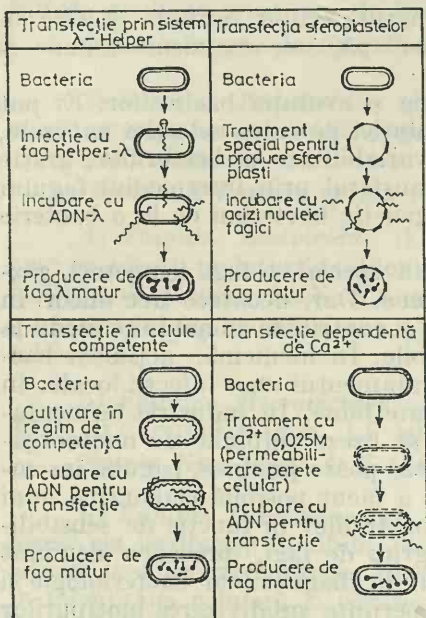 Transfecție prin sistem
λ-Helper
Bacteria
Infecție cu
fag helper-λ
Incubare cu
ADN-λ
Producere de
fag λ matur
Transfecția sferoplastelor
Bacteria
Tratament
special pentru
a produce sfero-
plasti
Incubare cu
acizi nucleici
fagici
Producere de
fag matur
Transfecție în celule
competente
Bacteria
Cultivare în
regim de
competență
Incubare cu
ADN pentru
transfecție
Producere de
fag matur
Transfecție dependentă
de Ca²⁺
Bacteria
Tratament cu
Ca²⁺ 0,025M
(permeabili-
zare perete
celular)
Incubare cu
ADN pentru
transfecție
Producere de
fag matur